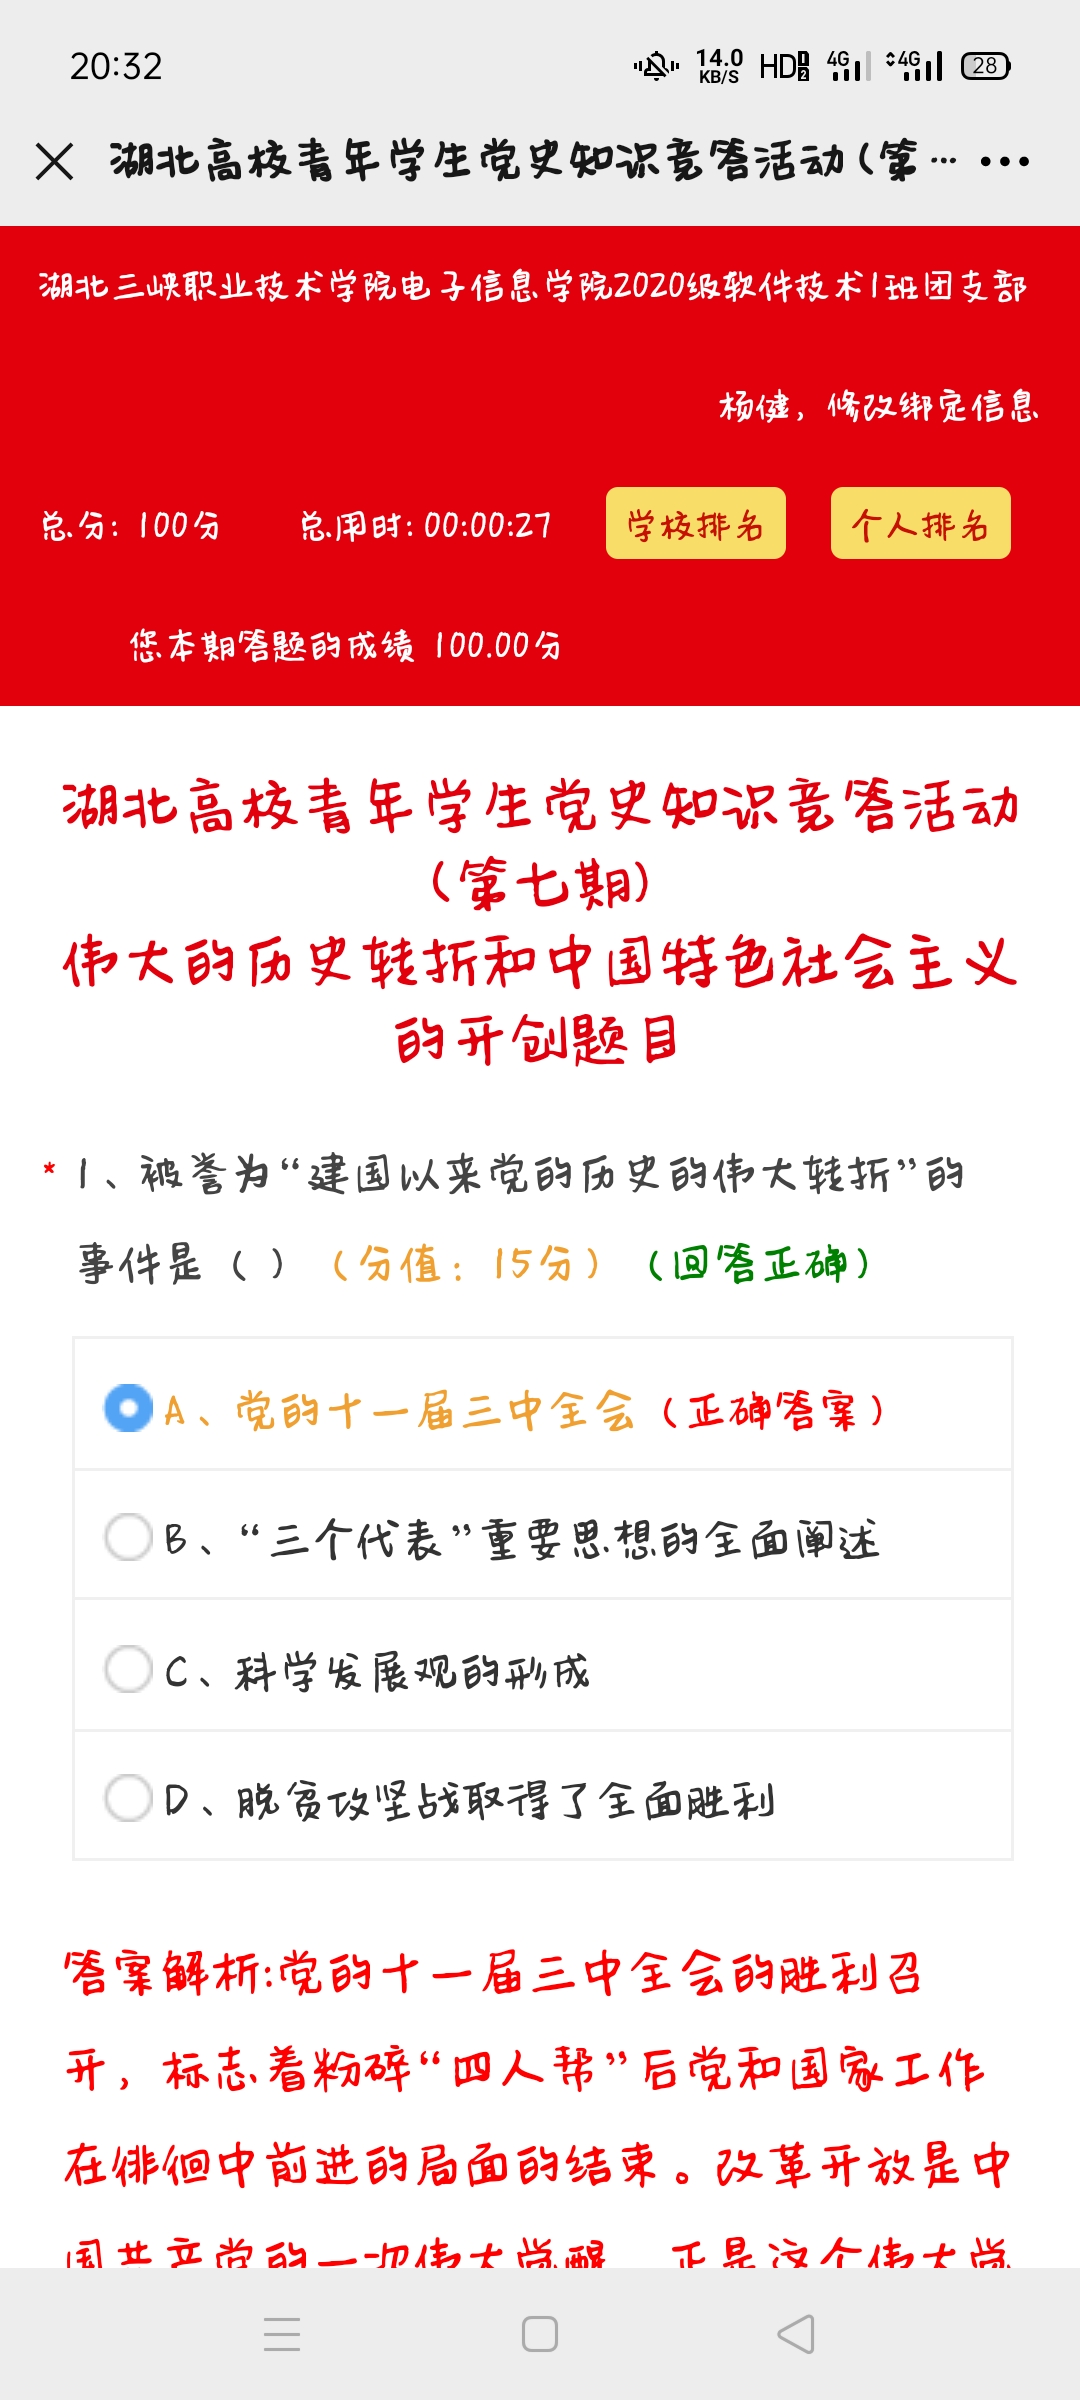 20:32
14.0
KB/S
HD
4G
4G
28
湖北高校青年学生党史知识竞答活动(第…
湖北三峡职业技术学院电子信息学院2020级软件技术1班团支部
杨健，修改绑定信息
总分：100分 总用时：00:00:27 学校排名 个人排名
您本期答题的成绩 100.00分
湖北高校青年学生党史知识竞答活动
(第七期)
伟大的历史转折和中国特色社会主义
的开创题目
* 1、被誉为“建国以来党的历史的伟大转折”的
事件是（ ）（分值：15分）（回答正确）
A、党的十一届三中全会（正确答案）
B、“三个代表”重要思想的全面阐述
C、科学发展观的形成
D、脱贫攻坚战取得了全面胜利
答案解析:党的十一届三中全会的胜利召
开，标志着粉碎“四人帮”后党和国家工作
在徘徊中前进的局面的结束。改革开放是中
国共产党的一次伟大觉醒，正是这个伟大觉